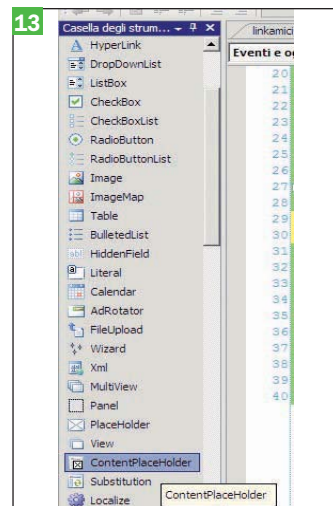 13
Casella degli strum...
linkamici
HyperLink
Eventi e og
DropDownList
ListBox
CheckBox
CheckBoxList
RadioButton
RadioButtonList
Image
ImageMap
Table
BulletedList
HiddenField
Literal
Calendar
AdRotator
FileUpload
Wizard
Xml
MultiView
Panel
PlaceHolder
View
ContentPlaceHolder
Substitution
Localize
ContentPlaceHolder
20
21
22
23
24
25
26
27
28
29
30
31
32
33
34
35
36
37
38
39
40